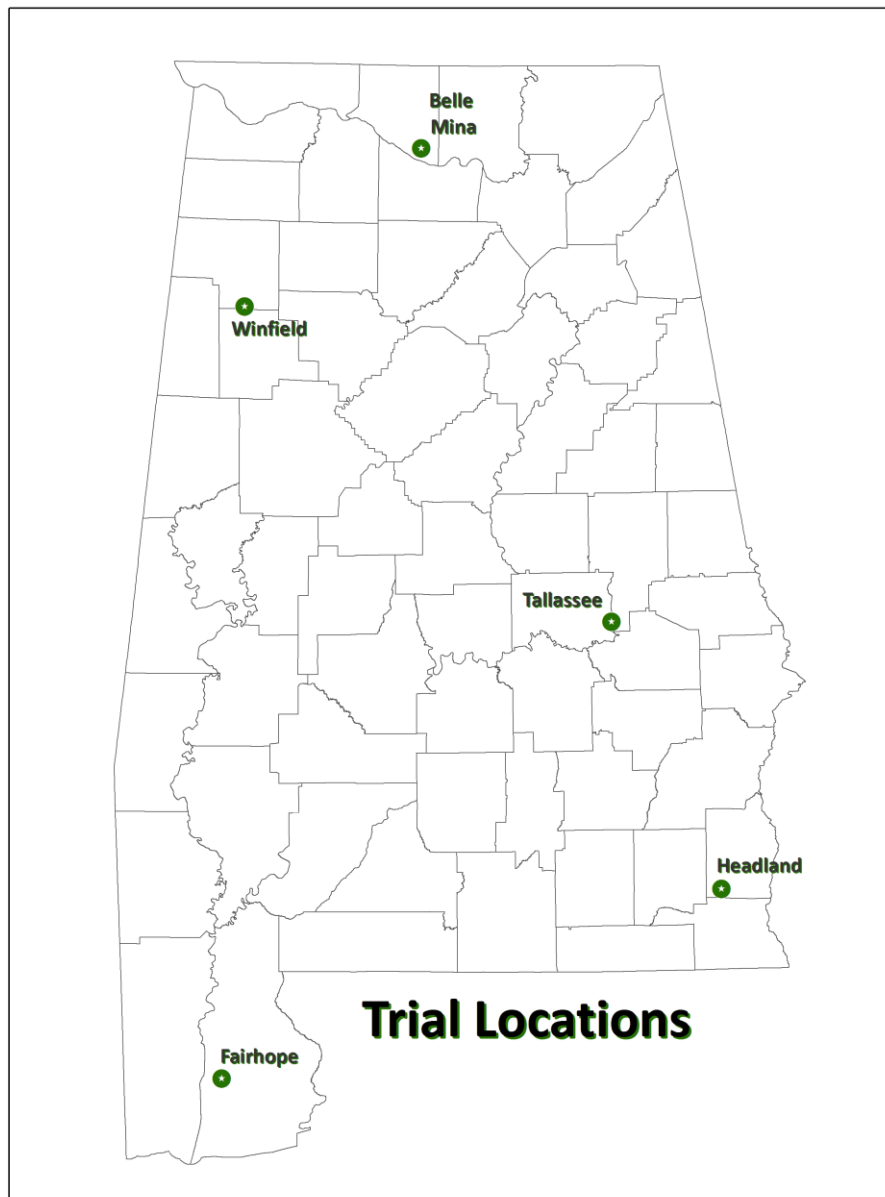 Belle
Mina
Winfield
Tallassee
Headland
Trial Locations
Fairhope